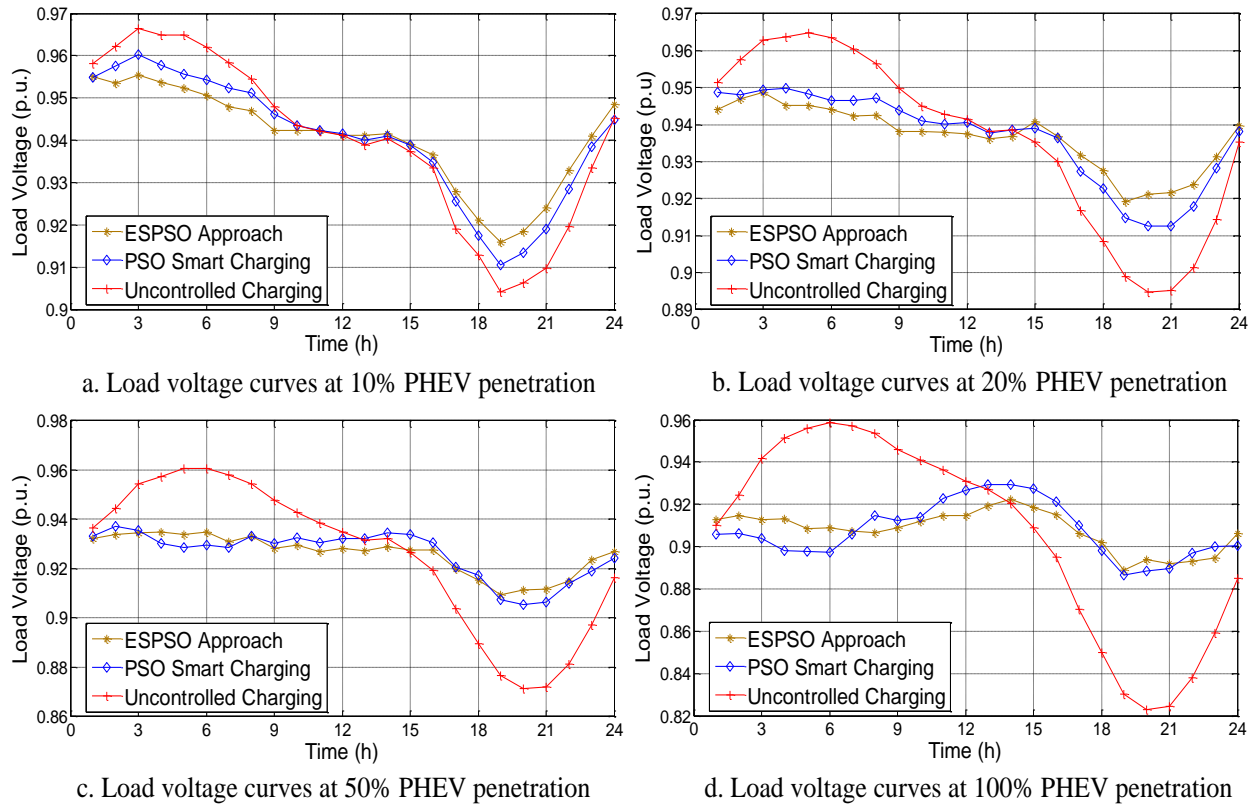 0.97
0.96
0.95
0.94
0.93
0.92
0.91
0.9
Load Voltage (p.u.)
ESPSO Approach
PSO Smart Charging
Uncontrolled Charging
0 3 6 9 12 15 18 21 24
Time (h)
a. Load voltage curves at 10% PHEV penetration
0.97
0.96
0.95
0.94
0.93
0.92
0.91
0.9
0.89
Load Voltage (p.u)
ESPSO Approach
PSO Smart Charging
Uncontrolled Charging
0 3 6 9 12 15 18 21 24
Time (h)
b. Load voltage curves at 20% PHEV penetration
0.98
0.96
0.94
0.92
0.9
0.88
0.86
Load Voltage (p.u.)
ESPSO Approach
PSO Smart Charging
Uncontrolled Charging
0 3 6 9 12 15 18 21 24
Time (h)
c. Load voltage curves at 50% PHEV penetration
0.96
0.94
0.92
0.9
0.88
0.86
0.84
0.82
Load Voltage (p.u.)
ESPSO Approach
PSO Smart Charging
Uncontrolled Charging
0 3 6 9 12 15 18 21 24
Time (h)
d. Load voltage curves at 100% PHEV penetration